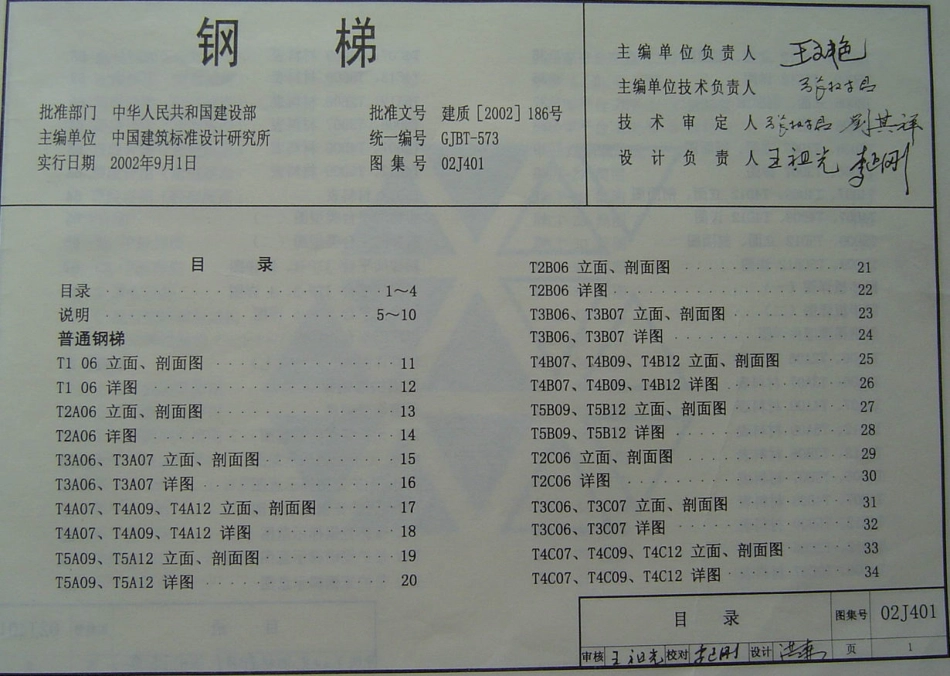 钢 梯
批准部门 中华人民共和国建设部 批准文号 建质[2002]186号
主编单位 中国建筑标准设计研究所 统一编号 GJBT-573
实行日期 2002年9月1日 图集号 02J401
主编单位负责人
主编单位技术负责人
技术审定人
设计负责人 王祖光
目 录
目录 1～4
说明 5～10
普通钢梯
T1 06 立面、剖面图 11
T1 06 详图 12
T2A06 立面、剖面图 13
T2A06 详图 14
T3A06、T3A07 立面、剖面图 15
T3A06、T3A07 详图 16
T4A07、T4A09、T4A12 立面、剖面图 17
T4A07、T4A09、T4A12 详图 18
T5A09、T5A12 立面、剖面图 19
T5A09、T5A12 详图 20
T2B06 立面、剖面图 21
T2B06 详图 22
T3B06、T3B07 立面、剖面图 23
T3B06、T3B07 详图 24
T4B07、T4B09、T4B12 立面、剖面图 25
T4B07、T4B09、T4B12 详图 26
T5B09、T5B12 立面、剖面图 27
T5B09、T5B12 详图 28
T2C06 立面、剖面图 29
T2C06 详图 30
T3C06、T3C07 立面、剖面图 31
T3C06、T3C07 详图 32
T4C07、T4C09、T4C12 立面、剖面图 33
T4C07、T4C09、T4C12 详图 34
目 录 图集号 02J401
审核 王祖光 校对 设计 页 1